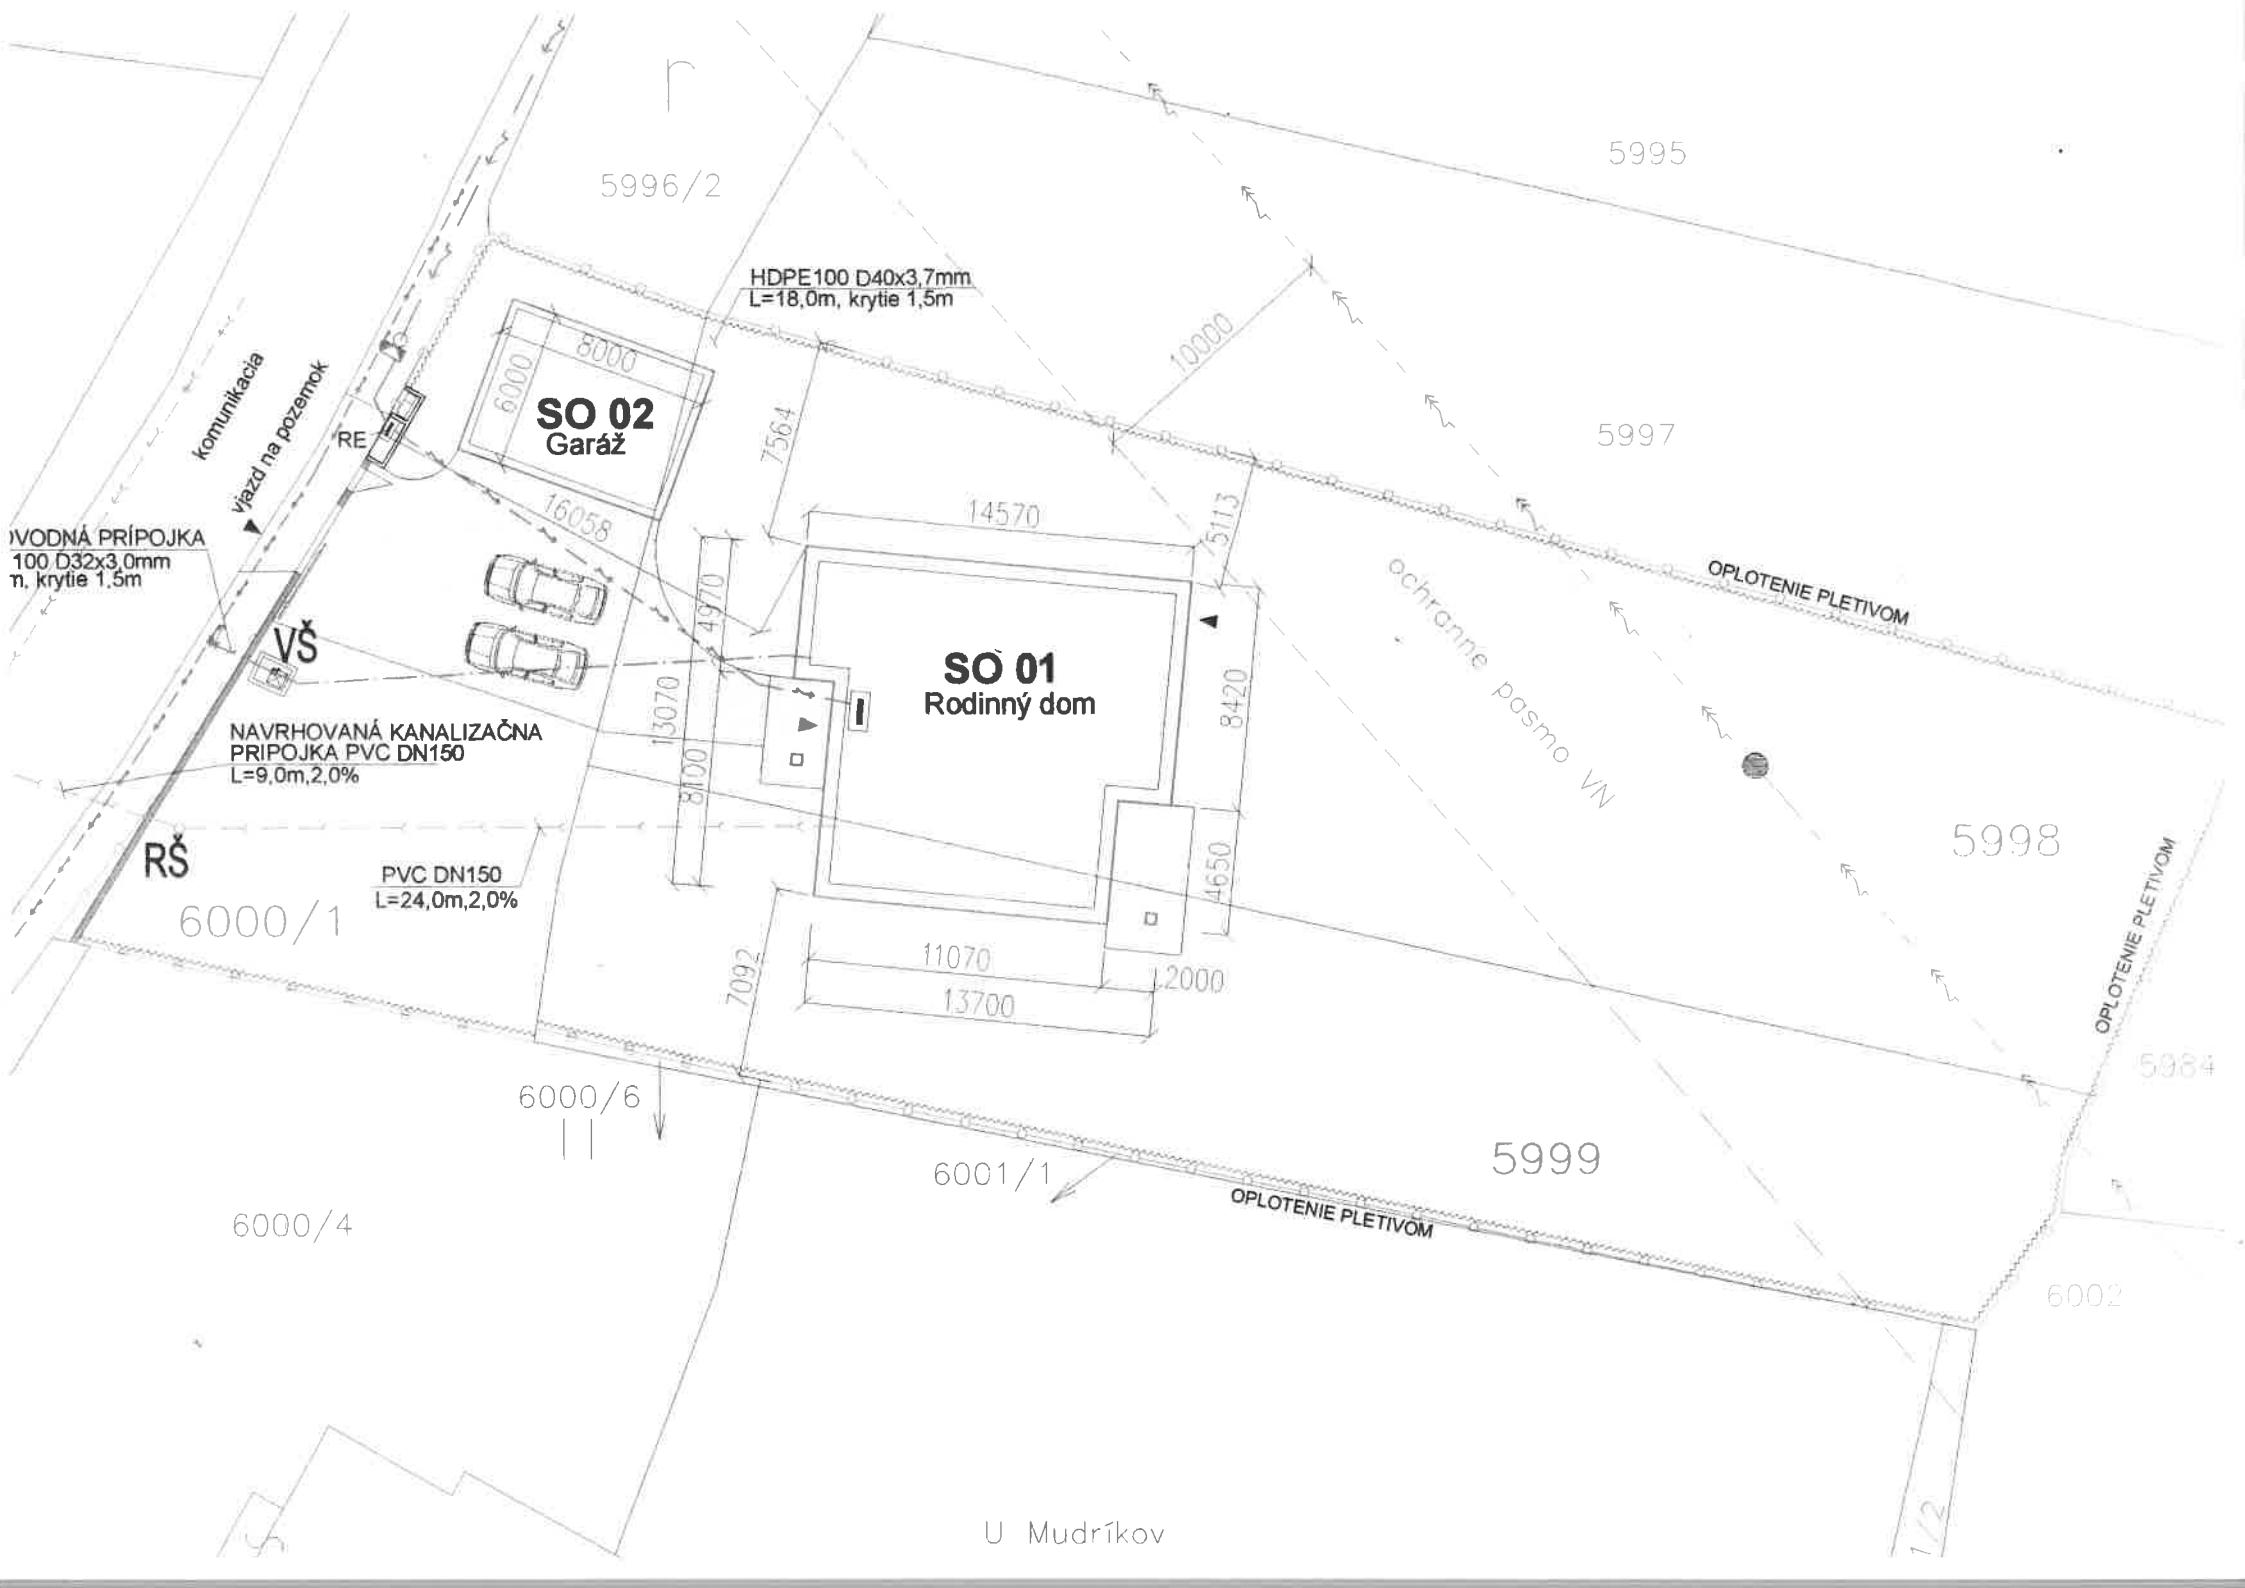 r
5995
5996/2
HDPE100 D40x3,7mm
L=18,0m, krytie 1,5m
10000
8000
6000
SO 02
Garáž
komunikacia
vjazd na pozemok
RE
7564
5997
16058
14570
5113
VODNÁ PRÍPOJKA
100 D32x3,0mm
krytie 1,5m
OPLOTENIE PLETIVOM
ochranne pasmo VN
4970
VŠ
SO 01
Rodinný dom
13070
8420
8100
NAVRHOVANÁ KANALIZAČNA
PRIPOJKA PVC DN150
L=9,0m,2,0%
5998
OPLOTENIE PLETIVOM
RŠ
PVC DN150
L=24,0m,2,0%
4650
6000/1
7092
11070
2000
13700
5984
6000/6
II
6001/1
5999
OPLOTENIE PLETIVOM
6000/4
6002
U Mudríkov
1/2